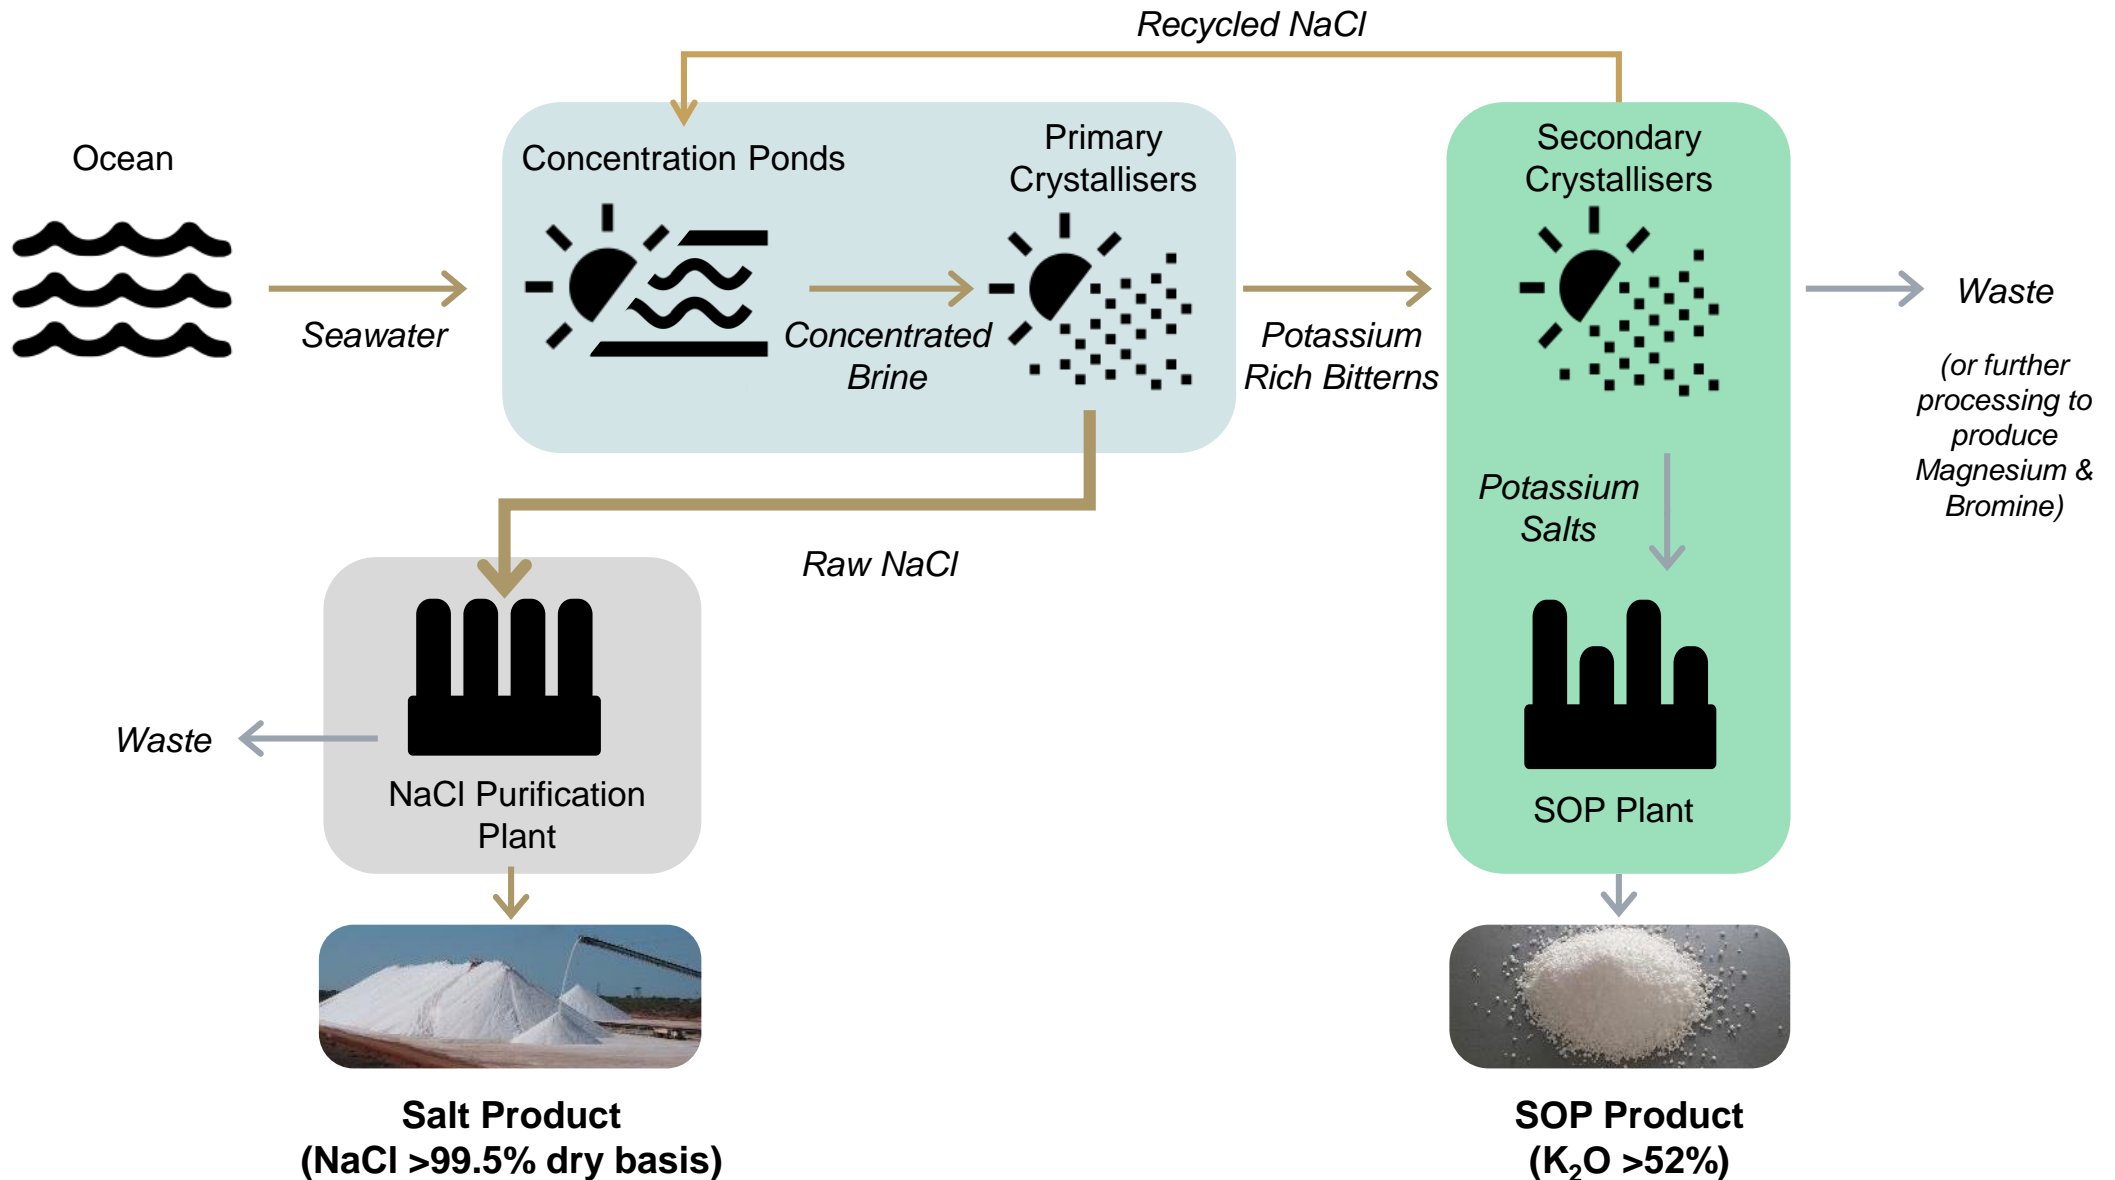 Recycled NaCl
Ocean
Seawater
Concentration Ponds
Concentrated
Brine
Primary
Crystallisers
Potassium
Rich Bitterns
Secondary
Crystallisers
Waste
(or further
processing to
produce
Magnesium &
Bromine)
Potassium
Salts
Raw NaCl
Waste
NaCl Purification
Plant
SOP Plant
Salt Product
(NaCl >99.5% dry basis)
SOP Product
(K₂O >52%)